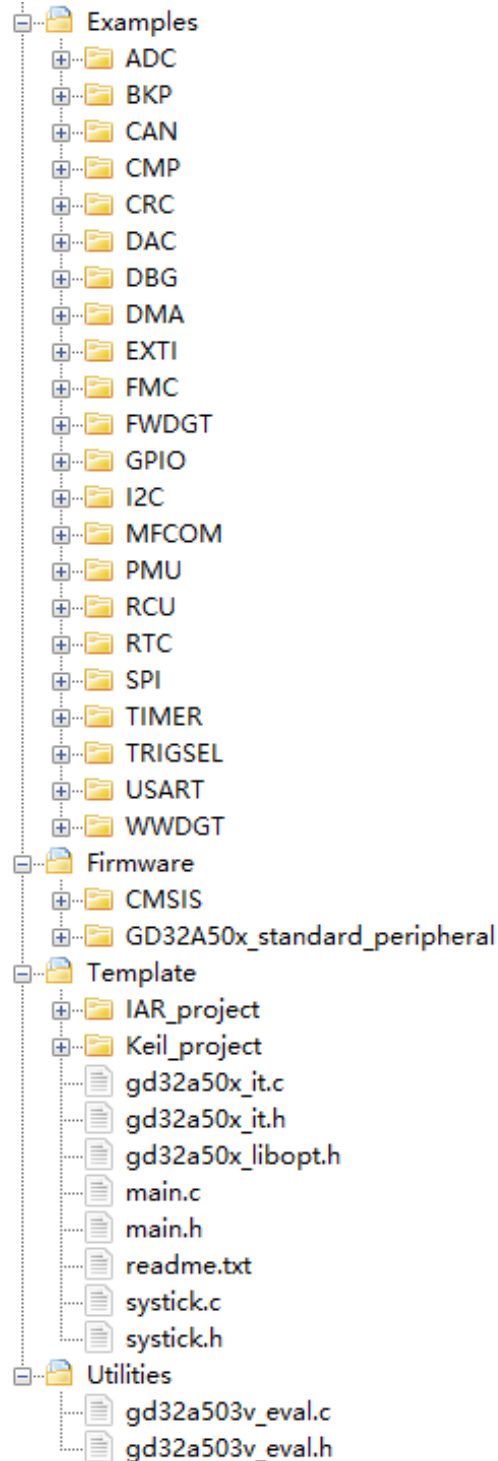 Examples
ADC
BKP
CAN
CMP
CRC
DAC
DBG
DMA
EXTI
FMC
FWDGT
GPIO
I2C
MFCOM
PMU
RCU
RTC
SPI
TIMER
TRIGSEL
USART
WWDGT
Firmware
CMSIS
GD32A50x_standard_peripheral
Template
IAR_project
Keil_project
gd32a50x_it.c
gd32a50x_it.h
gd32a50x_libopt.h
main.c
main.h
readme.txt
systick.c
systick.h
Utilities
gd32a503v_eval.c
gd32a503v_eval.h